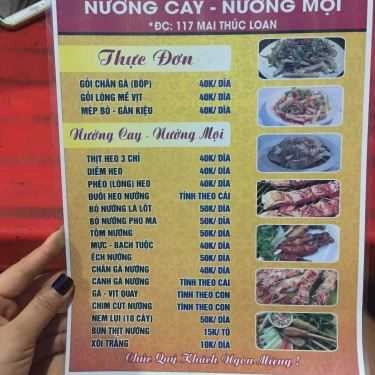 NƯỚNG CAY - NƯỚNG MỌI
*ĐC: 117 MAI THÚC LOAN
Thực Đơn
GỎI CHÂN GÀ (BÓP) 40K/ DĨA
GỎI LÒNG MỀ VỊT 40K/ DĨA
MÉP BÒ - GÂN KIỆU 40K/ DĨA
Nướng Cay - Nướng Mọi
THỊT HEO 3 CHỈ 40K/ DĨA
DIỀM HEO 40K/ DĨA
PHÈO (LÒNG) HEO 40K/ DĨA
ĐUÔI HEO NƯỚNG TÍNH THEO CÁI
BÒ NƯỚNG LÁ LỐT 50K/ DĨA
BÒ NƯỚNG PHO MA 50K/ DĨA
TÔM NƯỚNG 50K/ DĨA
MỰC - BẠCH TUỘC 40K/ DĨA
ẾCH NƯỚNG 50K/ DĨA
CHÂN GÀ NƯỚNG 40K/ DĨA
CÁNH GÀ NƯỚNG TÍNH THEO CÁI
GÀ - VỊT QUAY TÍNH THEO CON
CHIM CÚT NƯỚNG TÍNH THEO CON
NEM LỤI (10 CÂY) 50K/ DĨA
BÚN THỊT NƯỚNG 15K/ TÔ
XÔI TRẮNG 10K/ DĨA
Chúc Quý Khách Ngon Miệng !